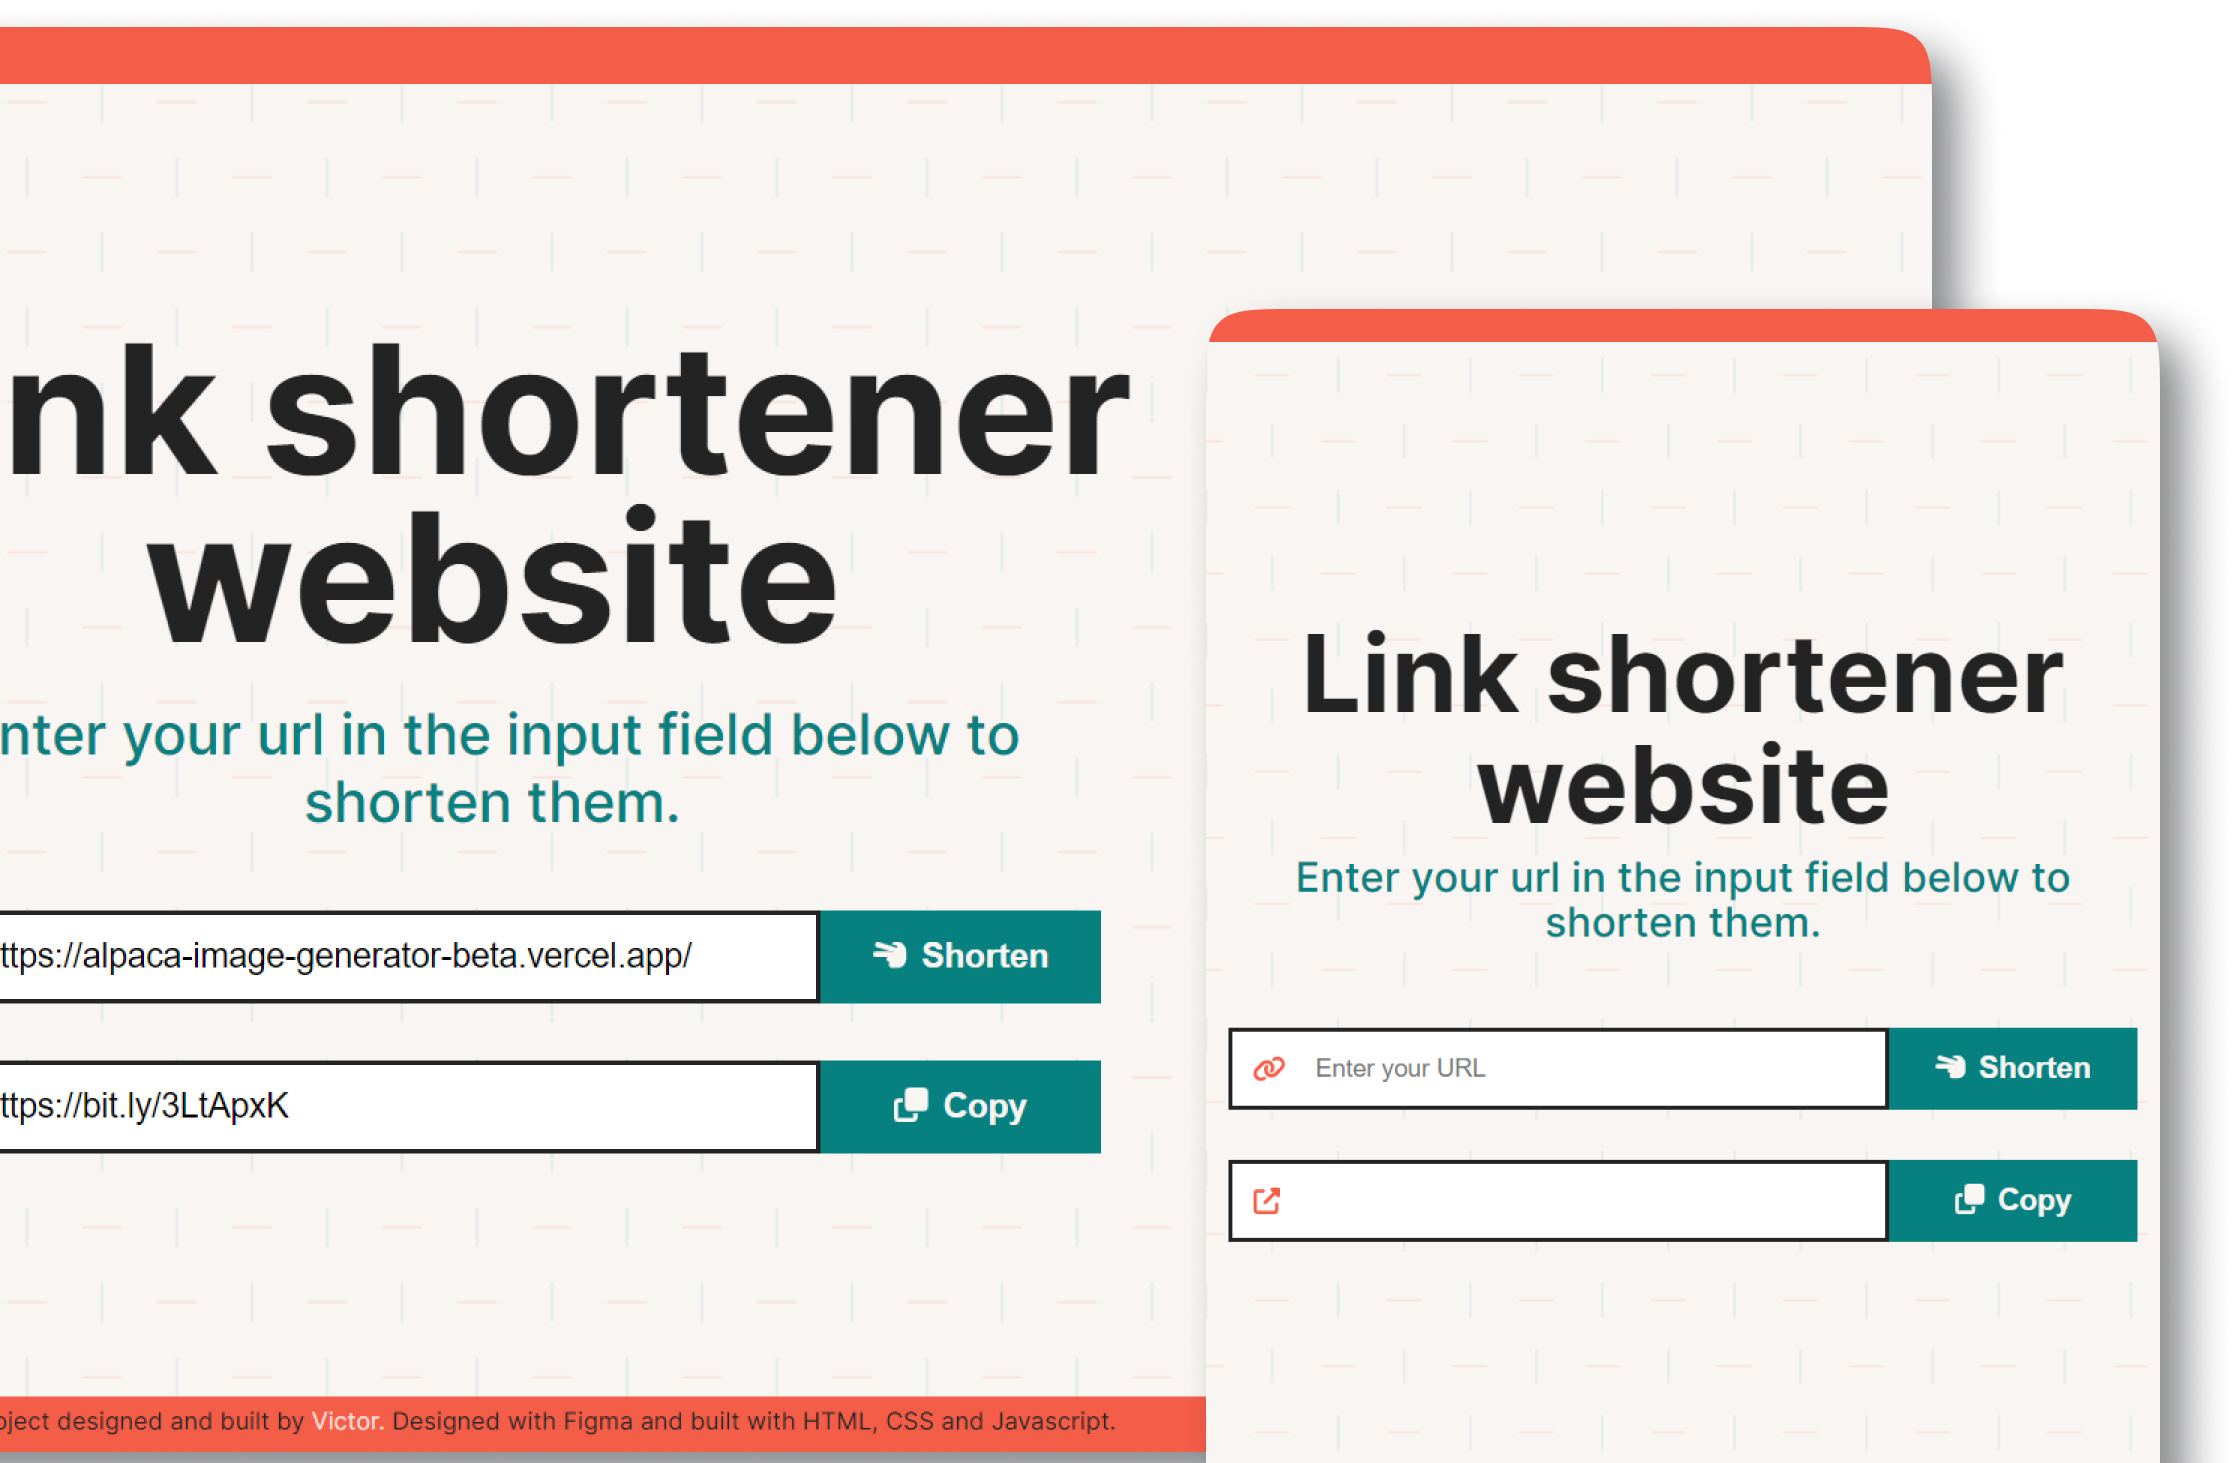 nk shortener
website
nter your url in the input field below to
shorten them.
ttps://alpaca-image-generator-beta.vercel.app/
Shorten
ttps://bit.ly/3LtApxK
Copy
oject designed and built by Victor. Designed with Figma and built with HTML, CSS and Javascript.
Link shortener
website
Enter your url in the input field below to
shorten them.
Enter your URL
Shorten
Copy